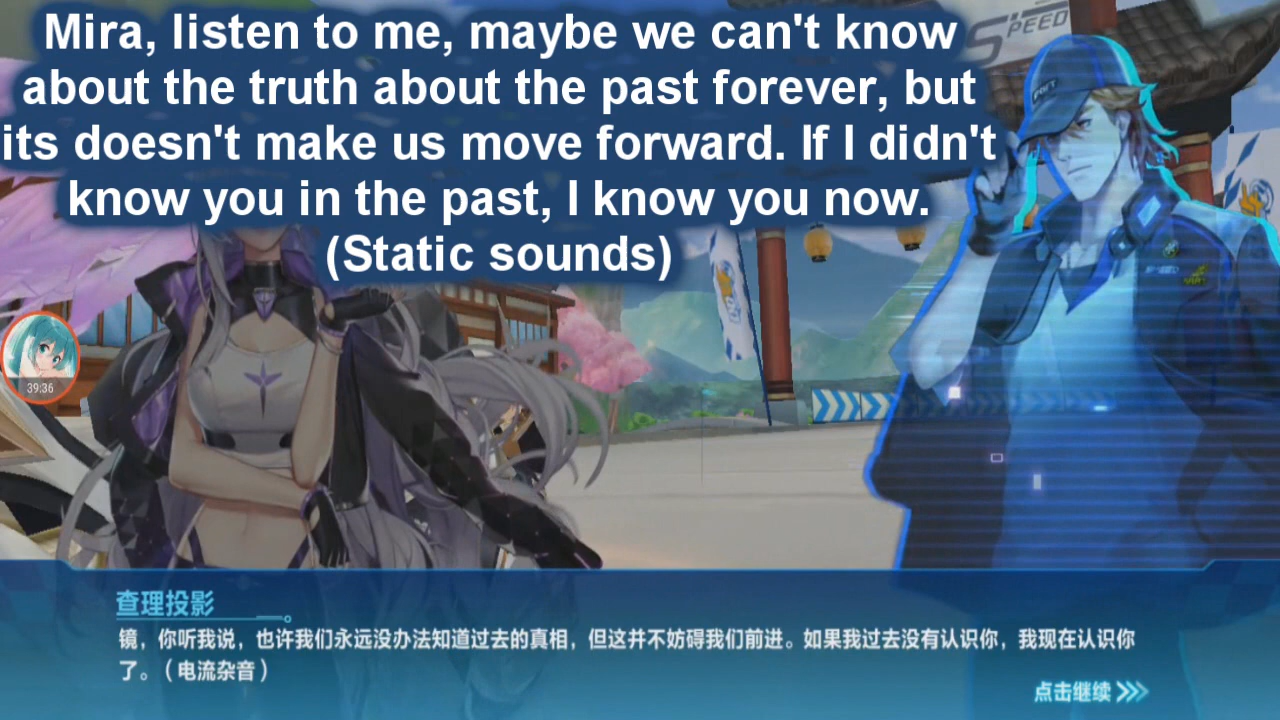 Mira, listen to me, maybe we can't know
about the truth about the past forever, but
its doesn't make us move forward. If I didn't
know you in the past, I know you now.
(Static sounds)
SPEED
39:36
查理投影
镜，你听我说，也许我们永远没办法知道过去的真相，但这并不妨碍我们前进。如果我过去没有认识你，我现在认识你
了。（电流杂音）
点击继续